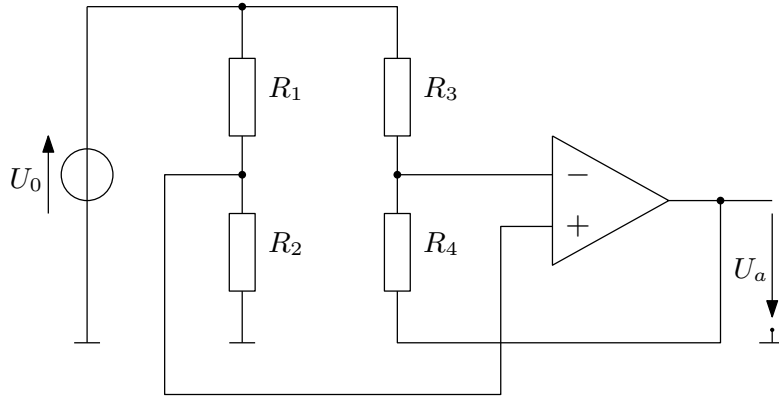 R₁
R₃
U₀
−
+
R₂
R₄
Uₐ